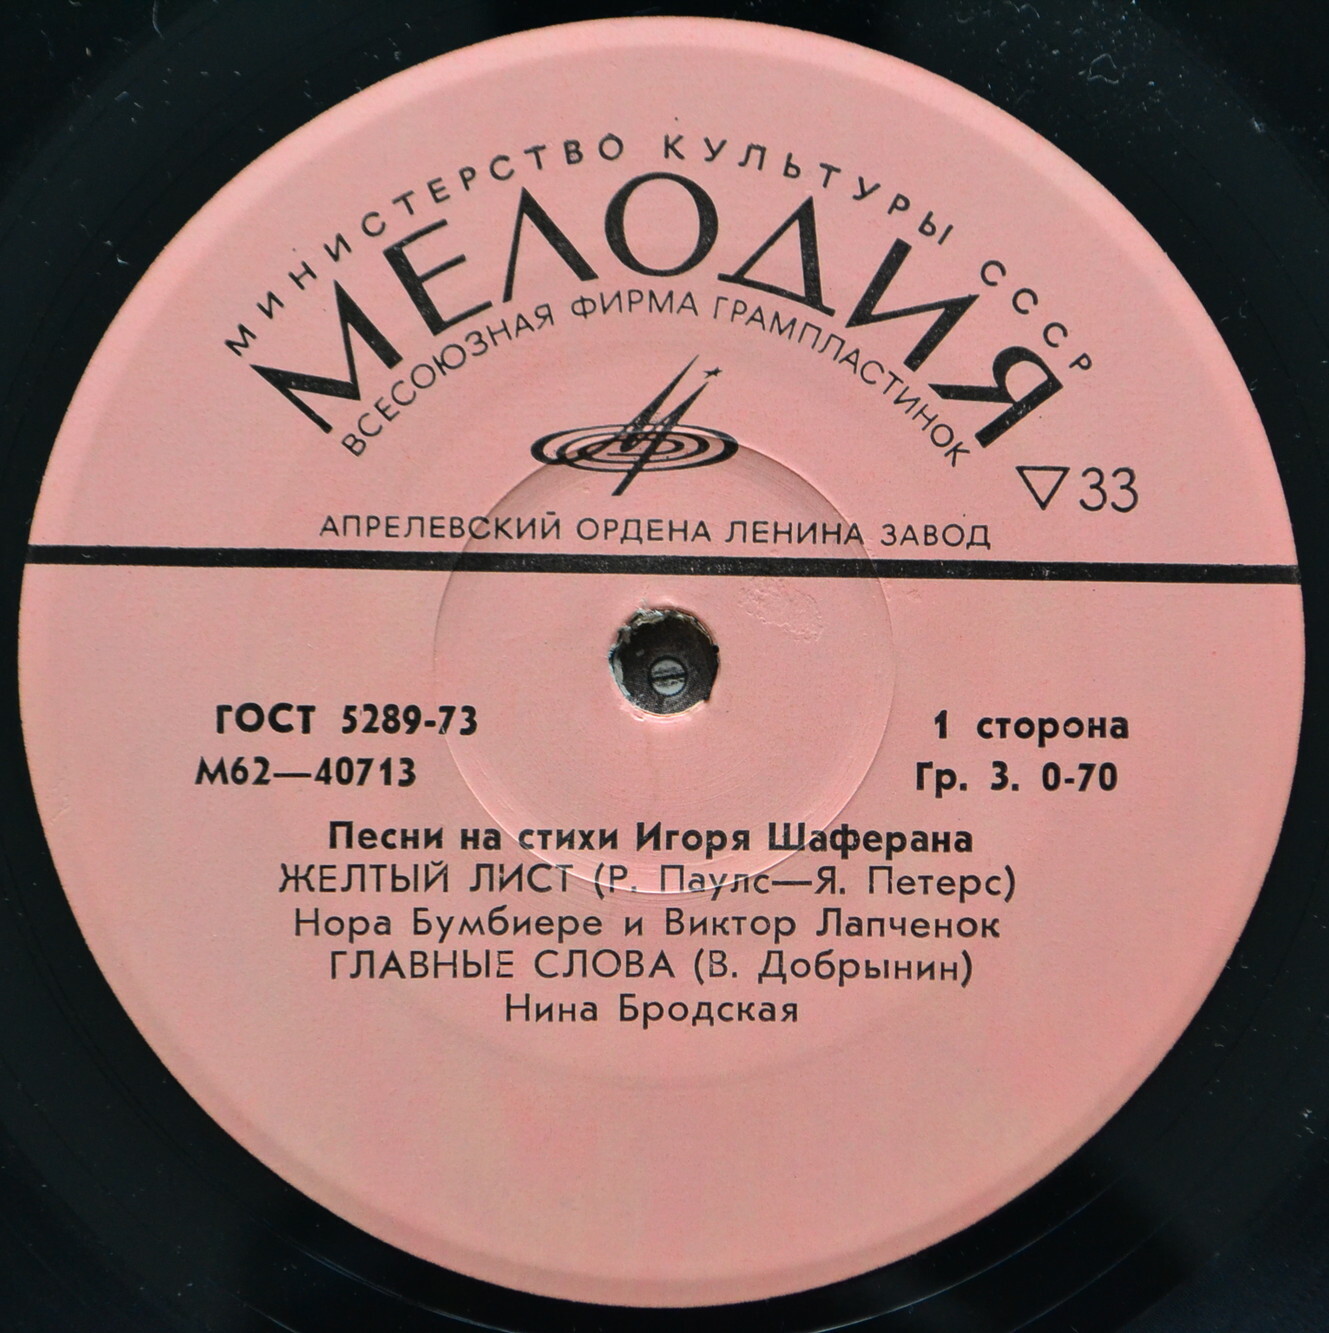 МИНИСТЕРСТВО КУЛЬТУРЫ СССР
МЕЛОДИЯ
ВСЕСОЮЗНАЯ ФИРМА ГРАМПЛАСТИНОК
▽33
АПРЕЛЕВСКИЙ ОРДЕНА ЛЕНИНА ЗАВОД
ГОСТ 5289-73
1 сторона
М62—40713
Гр. 3. 0-70
Песни на стихи Игоря Шаферана
ЖЕЛТЫЙ ЛИСТ (Р. Паулс—Я. Петерс)
Нора Бумбиере и Виктор Лапченок
ГЛАВНЫЕ СЛОВА (В. Добрынин)
Нина Бродская